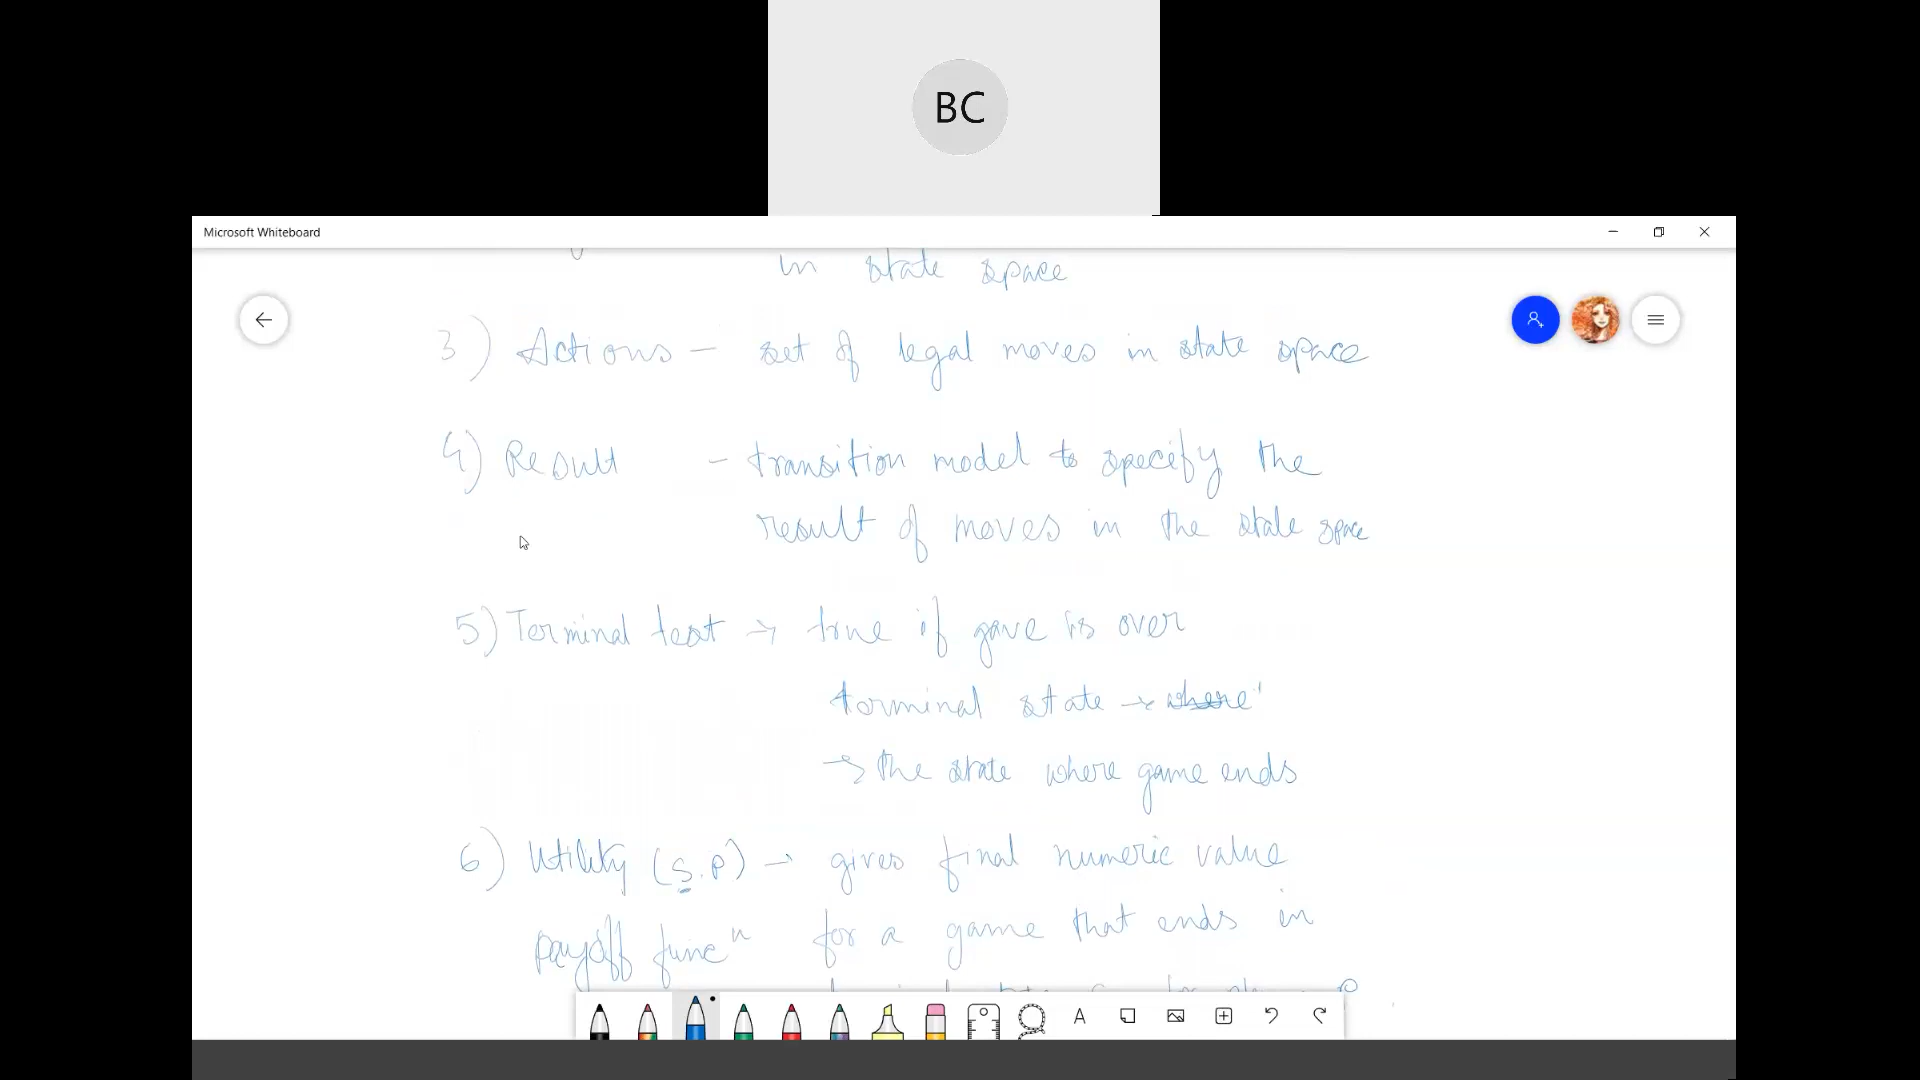 BC
Microsoft Whiteboard
in state space
3) Actions - set of legal moves in state space
4) Result - transition model to specify the
result of moves in the state space
5) Terminal test → true if gave is over
terminal state → where
→ the state where game ends
6) Utility (s.p) → gives final numeric value
payoff funcⁿ for a game that ends in
A